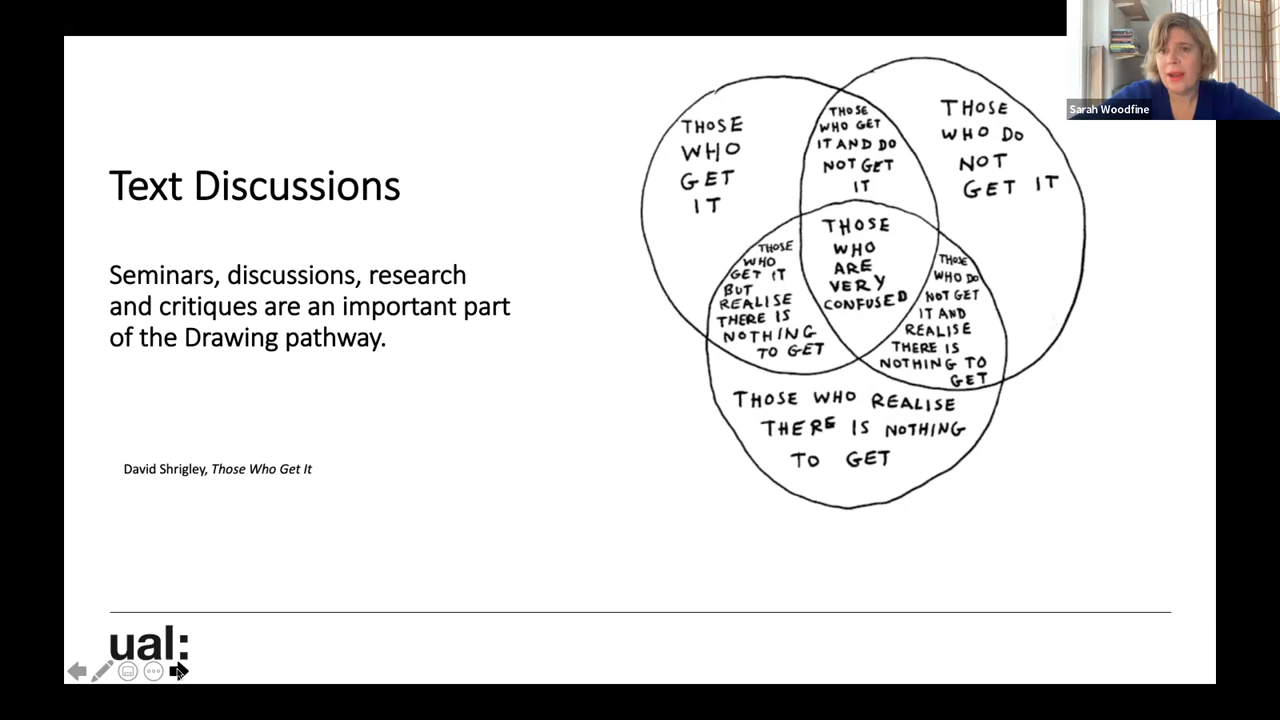 Sarah Woodfine
Text Discussions
Seminars, discussions, research
and critiques are an important part
of the Drawing pathway.
David Shrigley, Those Who Get It
THOSE
WHO
GET
IT
THOSE
WHO GET
IT AND DO
NOT GET
IT
THOSE
WHO DO
NOT
GET IT
THOSE
WHO
GET IT
BUT
REALISE
THERE IS
NOTHING
TO GET
THOSE
WHO
ARE
VERY
CONFUSED
THOSE
WHO DO
NOT GET
IT AND
REALISE
THERE IS
NOTHING TO
GET
THOSE WHO REALISE
THERE IS NOTHING
TO GET
ual: